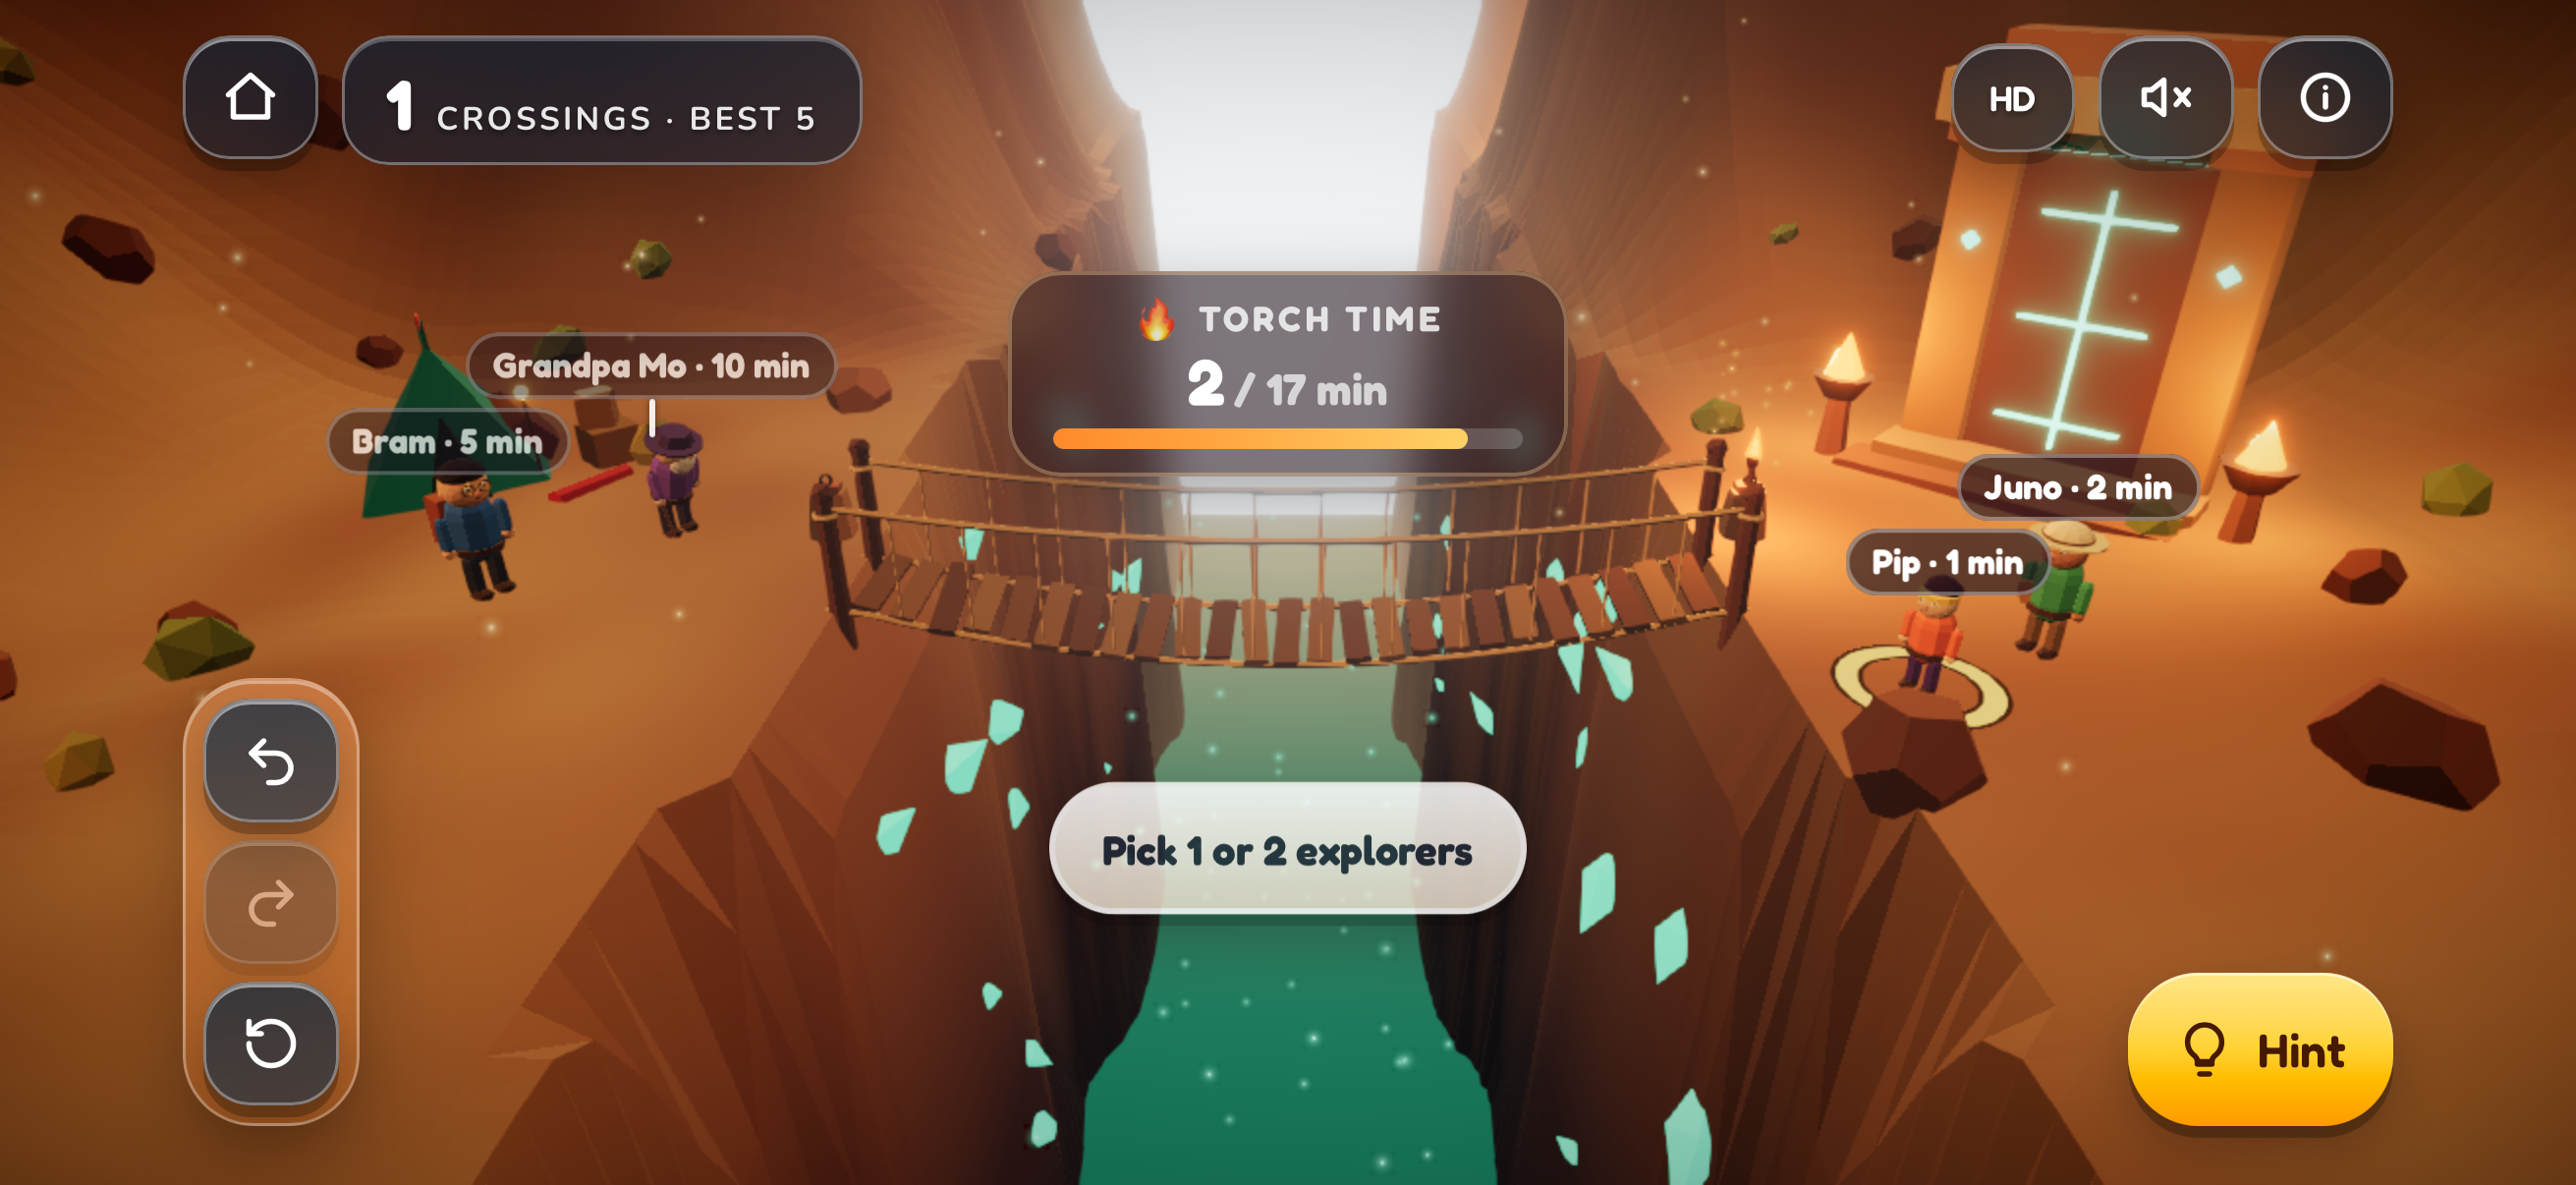 1 CROSSINGS · BEST 5
HD
🔥 TORCH TIME
2 / 17 min
Grandpa Mo · 10 min
Bram · 5 min
Juno · 2 min
Pip · 1 min
Pick 1 or 2 explorers
Hint